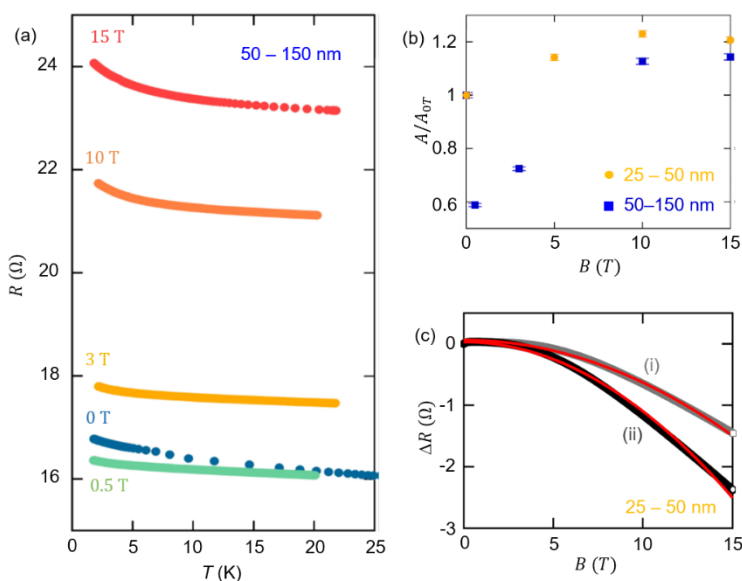 (a)
15 T
50 – 150 nm
10 T
3 T
0 T
0.5 T
24
22
20
18
16
R (Ω)
0 5 10 15 20 25
T (K)
(b)
1.2
1
0.8
0.6
A/A0T
25 – 50 nm
50–150 nm
0 5 10 15
B (T)
(c)
0
-1
-2
-3
ΔR (Ω)
(i)
(ii)
25 – 50 nm
0 5 10 15
B (T)